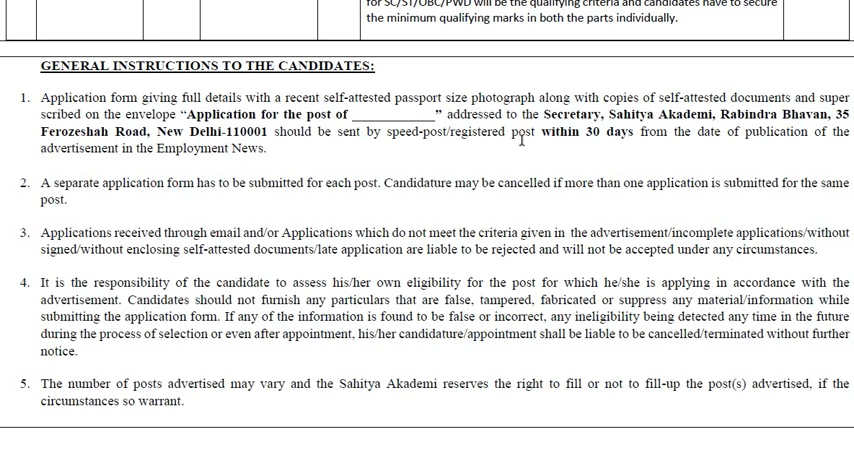 for SC/ST/OBC/PWD will be the qualifying criteria and candidates have to secure
the minimum qualifying marks in both the parts individually.
GENERAL INSTRUCTIONS TO THE CANDIDATES:
1. Application form giving full details with a recent self-attested passport size photograph along with copies of self-attested documents and super
scribed on the envelope “Application for the post of ____________” addressed to the Secretary, Sahitya Akademi, Rabindra Bhavan, 35
Ferozeshah Road, New Delhi-110001 should be sent by speed-post/registered post within 30 days from the date of publication of the
advertisement in the Employment News.
2. A separate application form has to be submitted for each post. Candidature may be cancelled if more than one application is submitted for the same
post.
3. Applications received through email and/or Applications which do not meet the criteria given in the advertisement/incomplete applications/without
signed/without enclosing self-attested documents/late application are liable to be rejected and will not be accepted under any circumstances.
4. It is the responsibility of the candidate to assess his/her own eligibility for the post for which he/she is applying in accordance with the
advertisement. Candidates should not furnish any particulars that are false, tampered, fabricated or suppress any material/information while
submitting the application form. If any of the information is found to be false or incorrect, any ineligibility being detected any time in the future
during the process of selection or even after appointment, his/her candidature/appointment shall be liable to be cancelled/terminated without further
notice.
5. The number of posts advertised may vary and the Sahitya Akademi reserves the right to fill or not to fill-up the post(s) advertised, if the
circumstances so warrant.